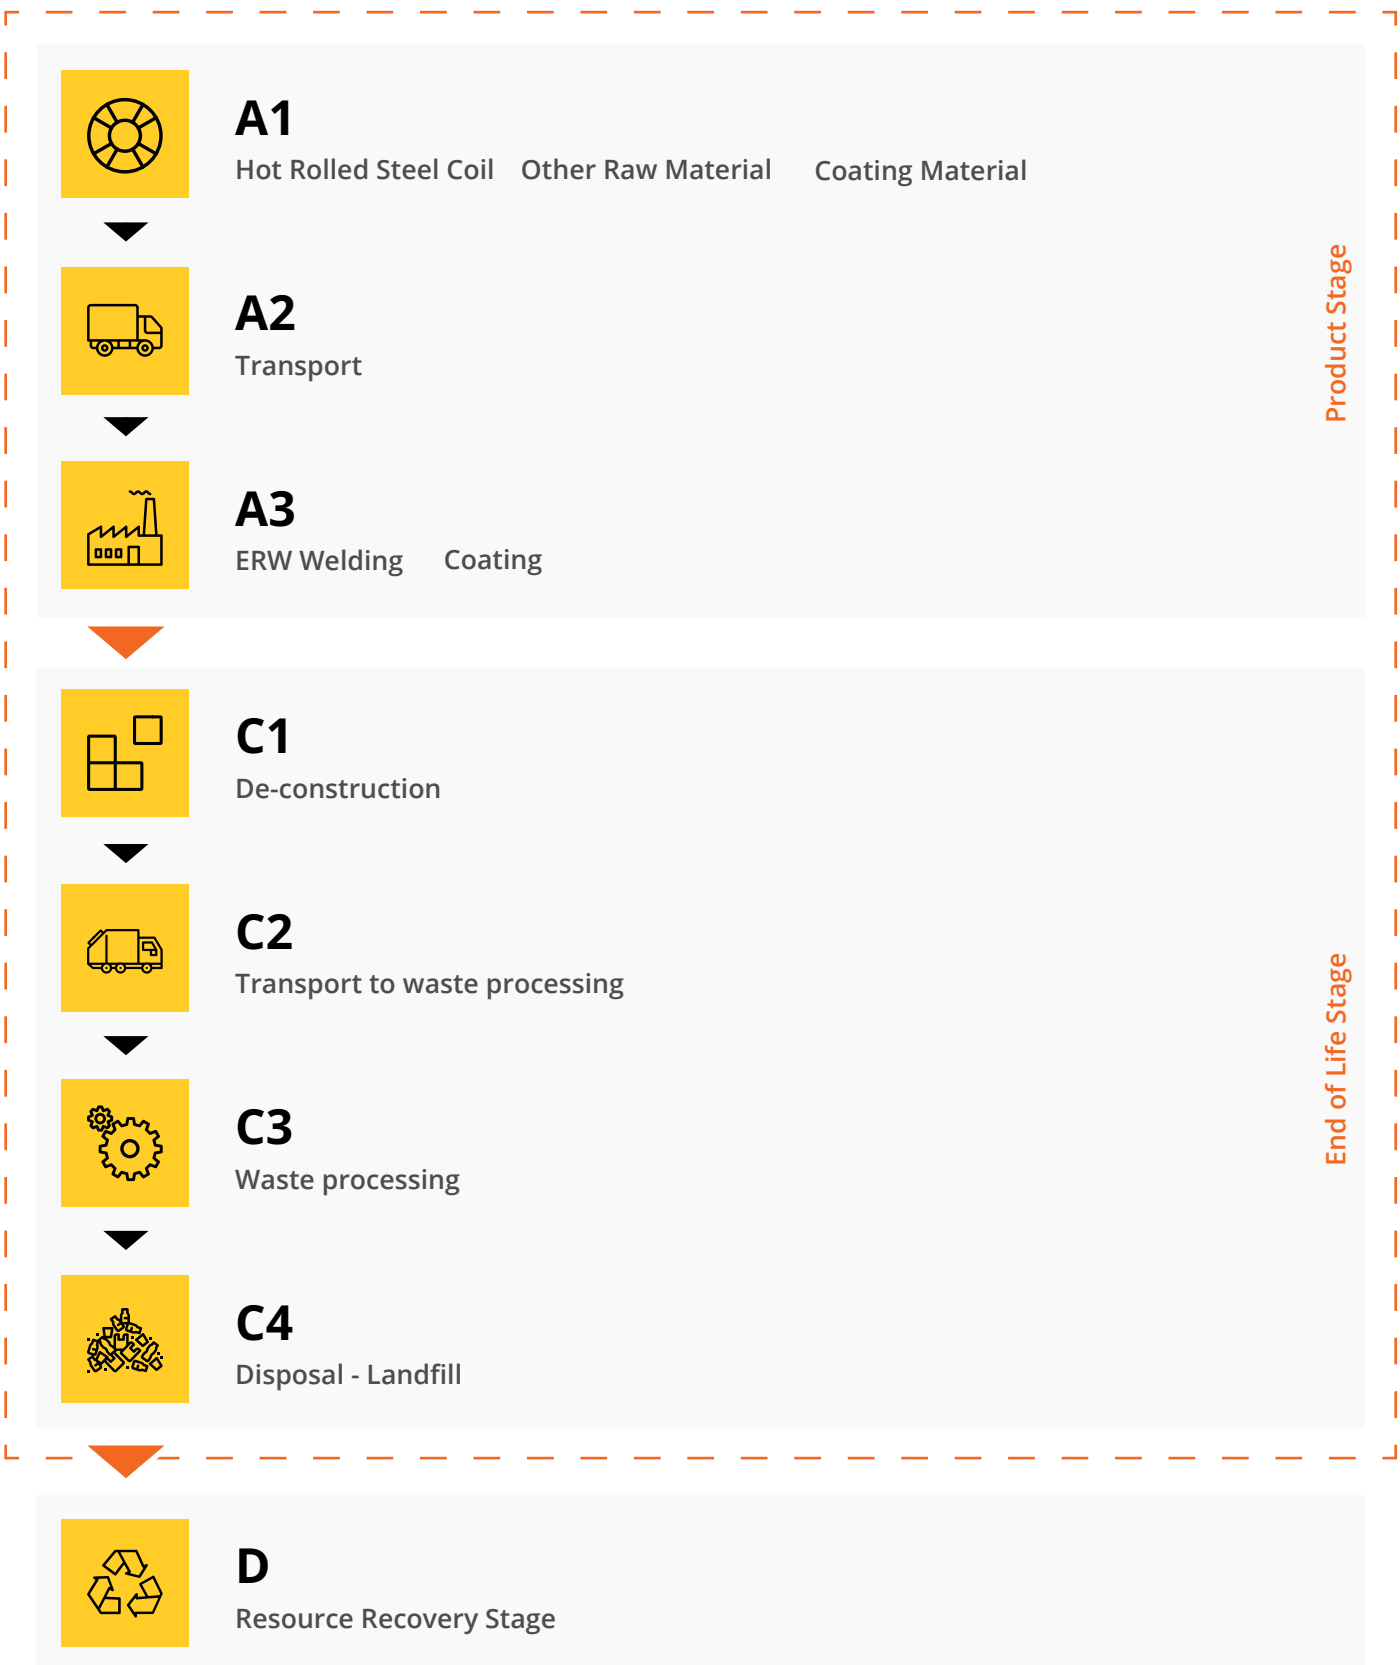 A1
Hot Rolled Steel Coil Other Raw Material Coating Material
A2
Transport
A3
ERW Welding Coating
Product Stage
C1
De-construction
C2
Transport to waste processing
C3
Waste processing
C4
Disposal - Landfill
End of Life Stage
D
Resource Recovery Stage